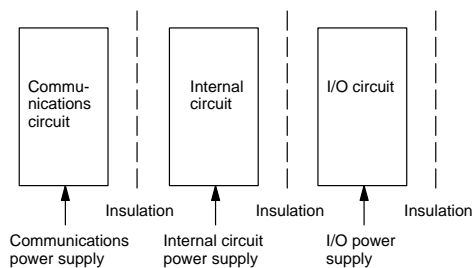 Commu-
nications
circuit
Internal
circuit
I/O circuit
Insulation
Insulation
Insulation
Communications
power supply
Internal circuit
power supply
I/O power
supply